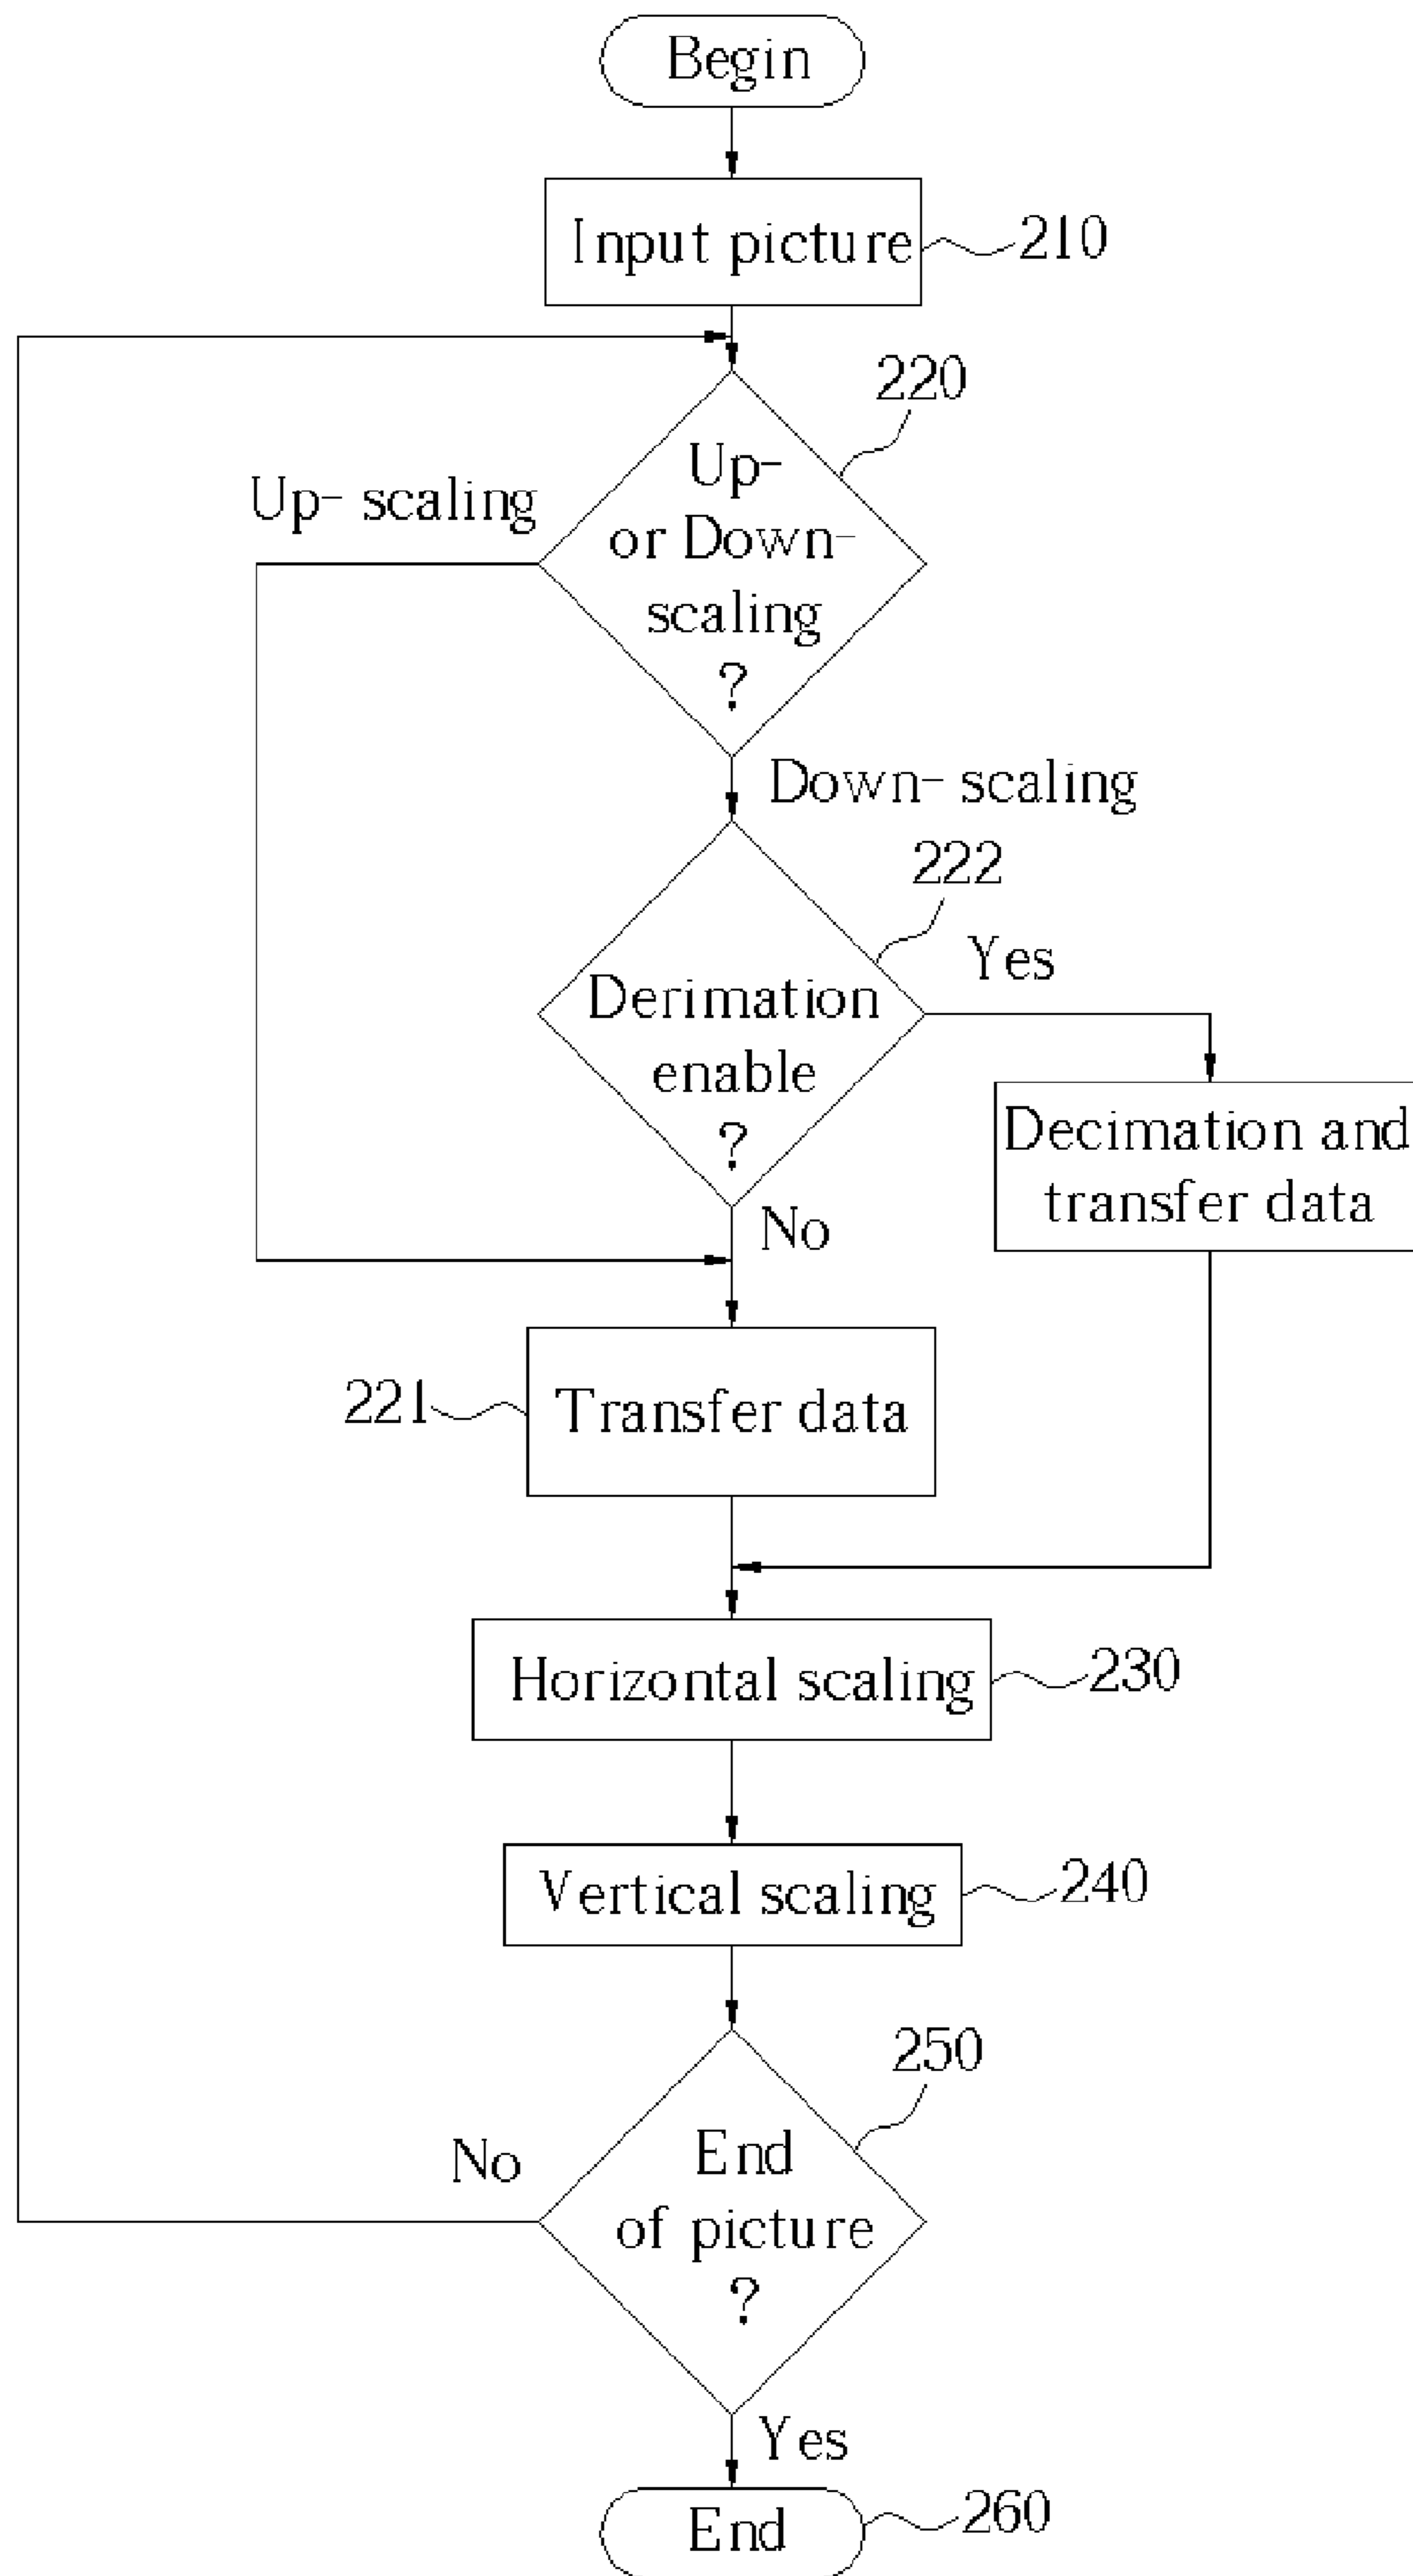 Begin
Input picture
210
220
Up-
or Down-
scaling
?
Up- scaling
Down- scaling
222
Yes
Derimation
enable
?
Decimation and
transfer data
No
221
Transfer data
Horizontal scaling
230
Vertical scaling
240
250
No
End
of picture
?
Yes
End
260